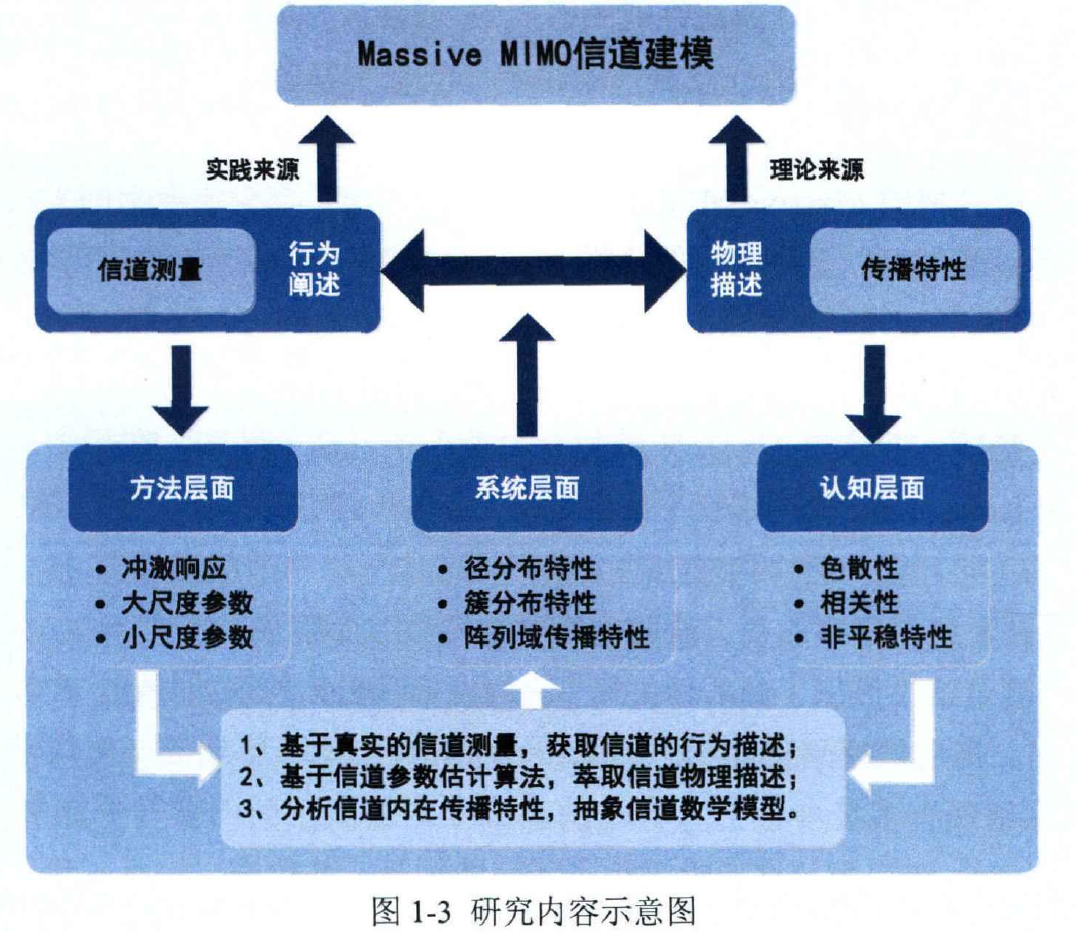 Massive MIMO信道建模
实践来源
理论来源
信道测量
行为
阐述
物理
描述
传播特性
方法层面
系统层面
认知层面
• 冲激响应
• 大尺度参数
• 小尺度参数
• 径分布特性
• 簇分布特性
• 阵列域传播特性
• 色散性
• 相关性
• 非平稳特性
1、基于真实的信道测量，获取信道的行为描述；
2、基于信道参数估计算法，萃取信道物理描述；
3、分析信道内在传播特性，抽象信道数学模型。
图 1-3 研究内容示意图